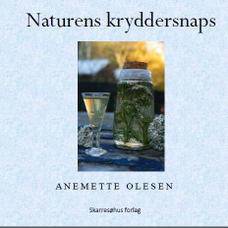 Naturens kryddersnaps
ANEMETTE OLESEN
Skarresøhus forlag